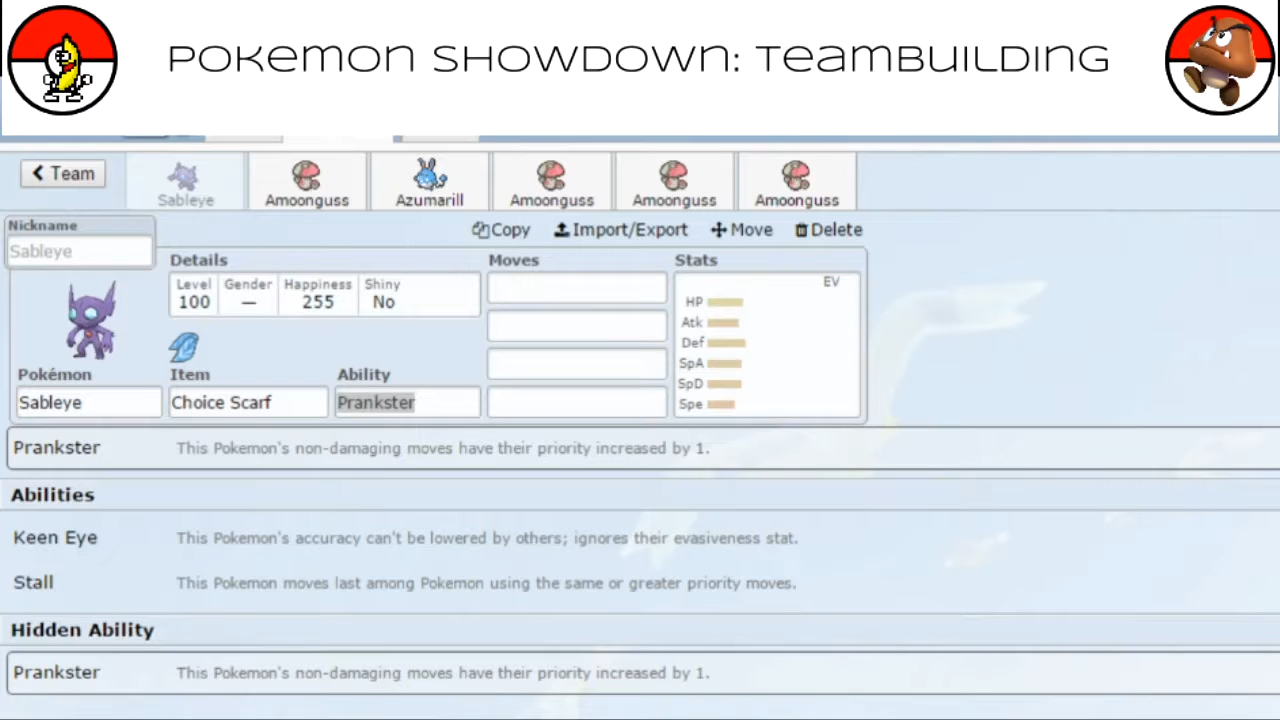 Pokemon Showdown: Teambuilding
Team
Sableye
Amoonguss
Azumarill
Amoonguss
Amoonguss
Amoonguss
Nickname
Sableye
Copy
Import/Export
Move
Delete
Details
Moves
Stats
Level
Gender
Happiness
Shiny
100
—
255
No
EV
HP
Atk
Def
SpA
SpD
Spe
Pokémon
Item
Ability
Sableye
Choice Scarf
Prankster
Prankster This Pokemon's non-damaging moves have their priority increased by 1.
Abilities
Keen Eye This Pokemon's accuracy can't be lowered by others; ignores their evasiveness stat.
Stall This Pokemon moves last among Pokemon using the same or greater priority moves.
Hidden Ability
Prankster This Pokemon's non-damaging moves have their priority increased by 1.